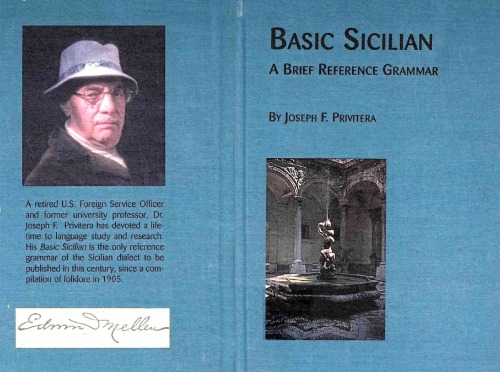 A retired U.S. Foreign Service Officer
and former university professor, Dr.
Joseph F. Privitera has devoted a life-
time to language study and research.
His Basic Sicilian is the only reference
grammar of the Sicilian dialect to be
published in this century, since a com-
pilation of folklore in 1905.
Edwin Mellen
BASIC SICILIAN
A BRIEF REFERENCE GRAMMAR
BY JOSEPH F. PRIVITERA